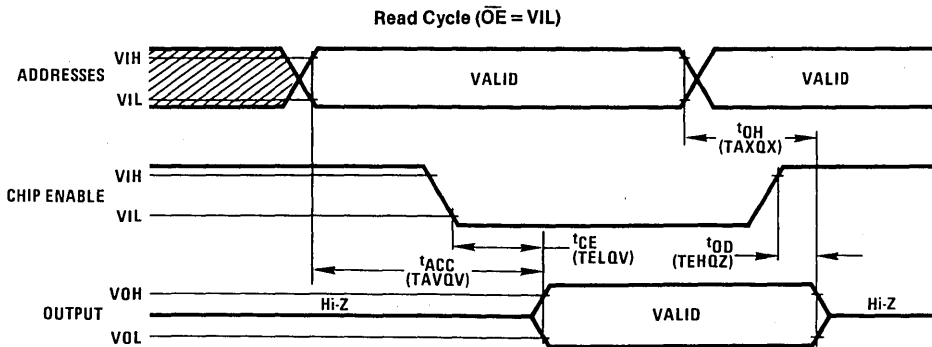 Read Cycle (OE = VIL)
VIH
ADDRESSES
VALID
VALID
VIL
tOH
(TAXQX)
VIH
CHIP ENABLE
VIL
tCE
(TELQV)
tOD
(TEHQZ)
tACC
(TAVQV)
VOH
Hi-Z
OUTPUT
VALID
Hi-Z
VOL